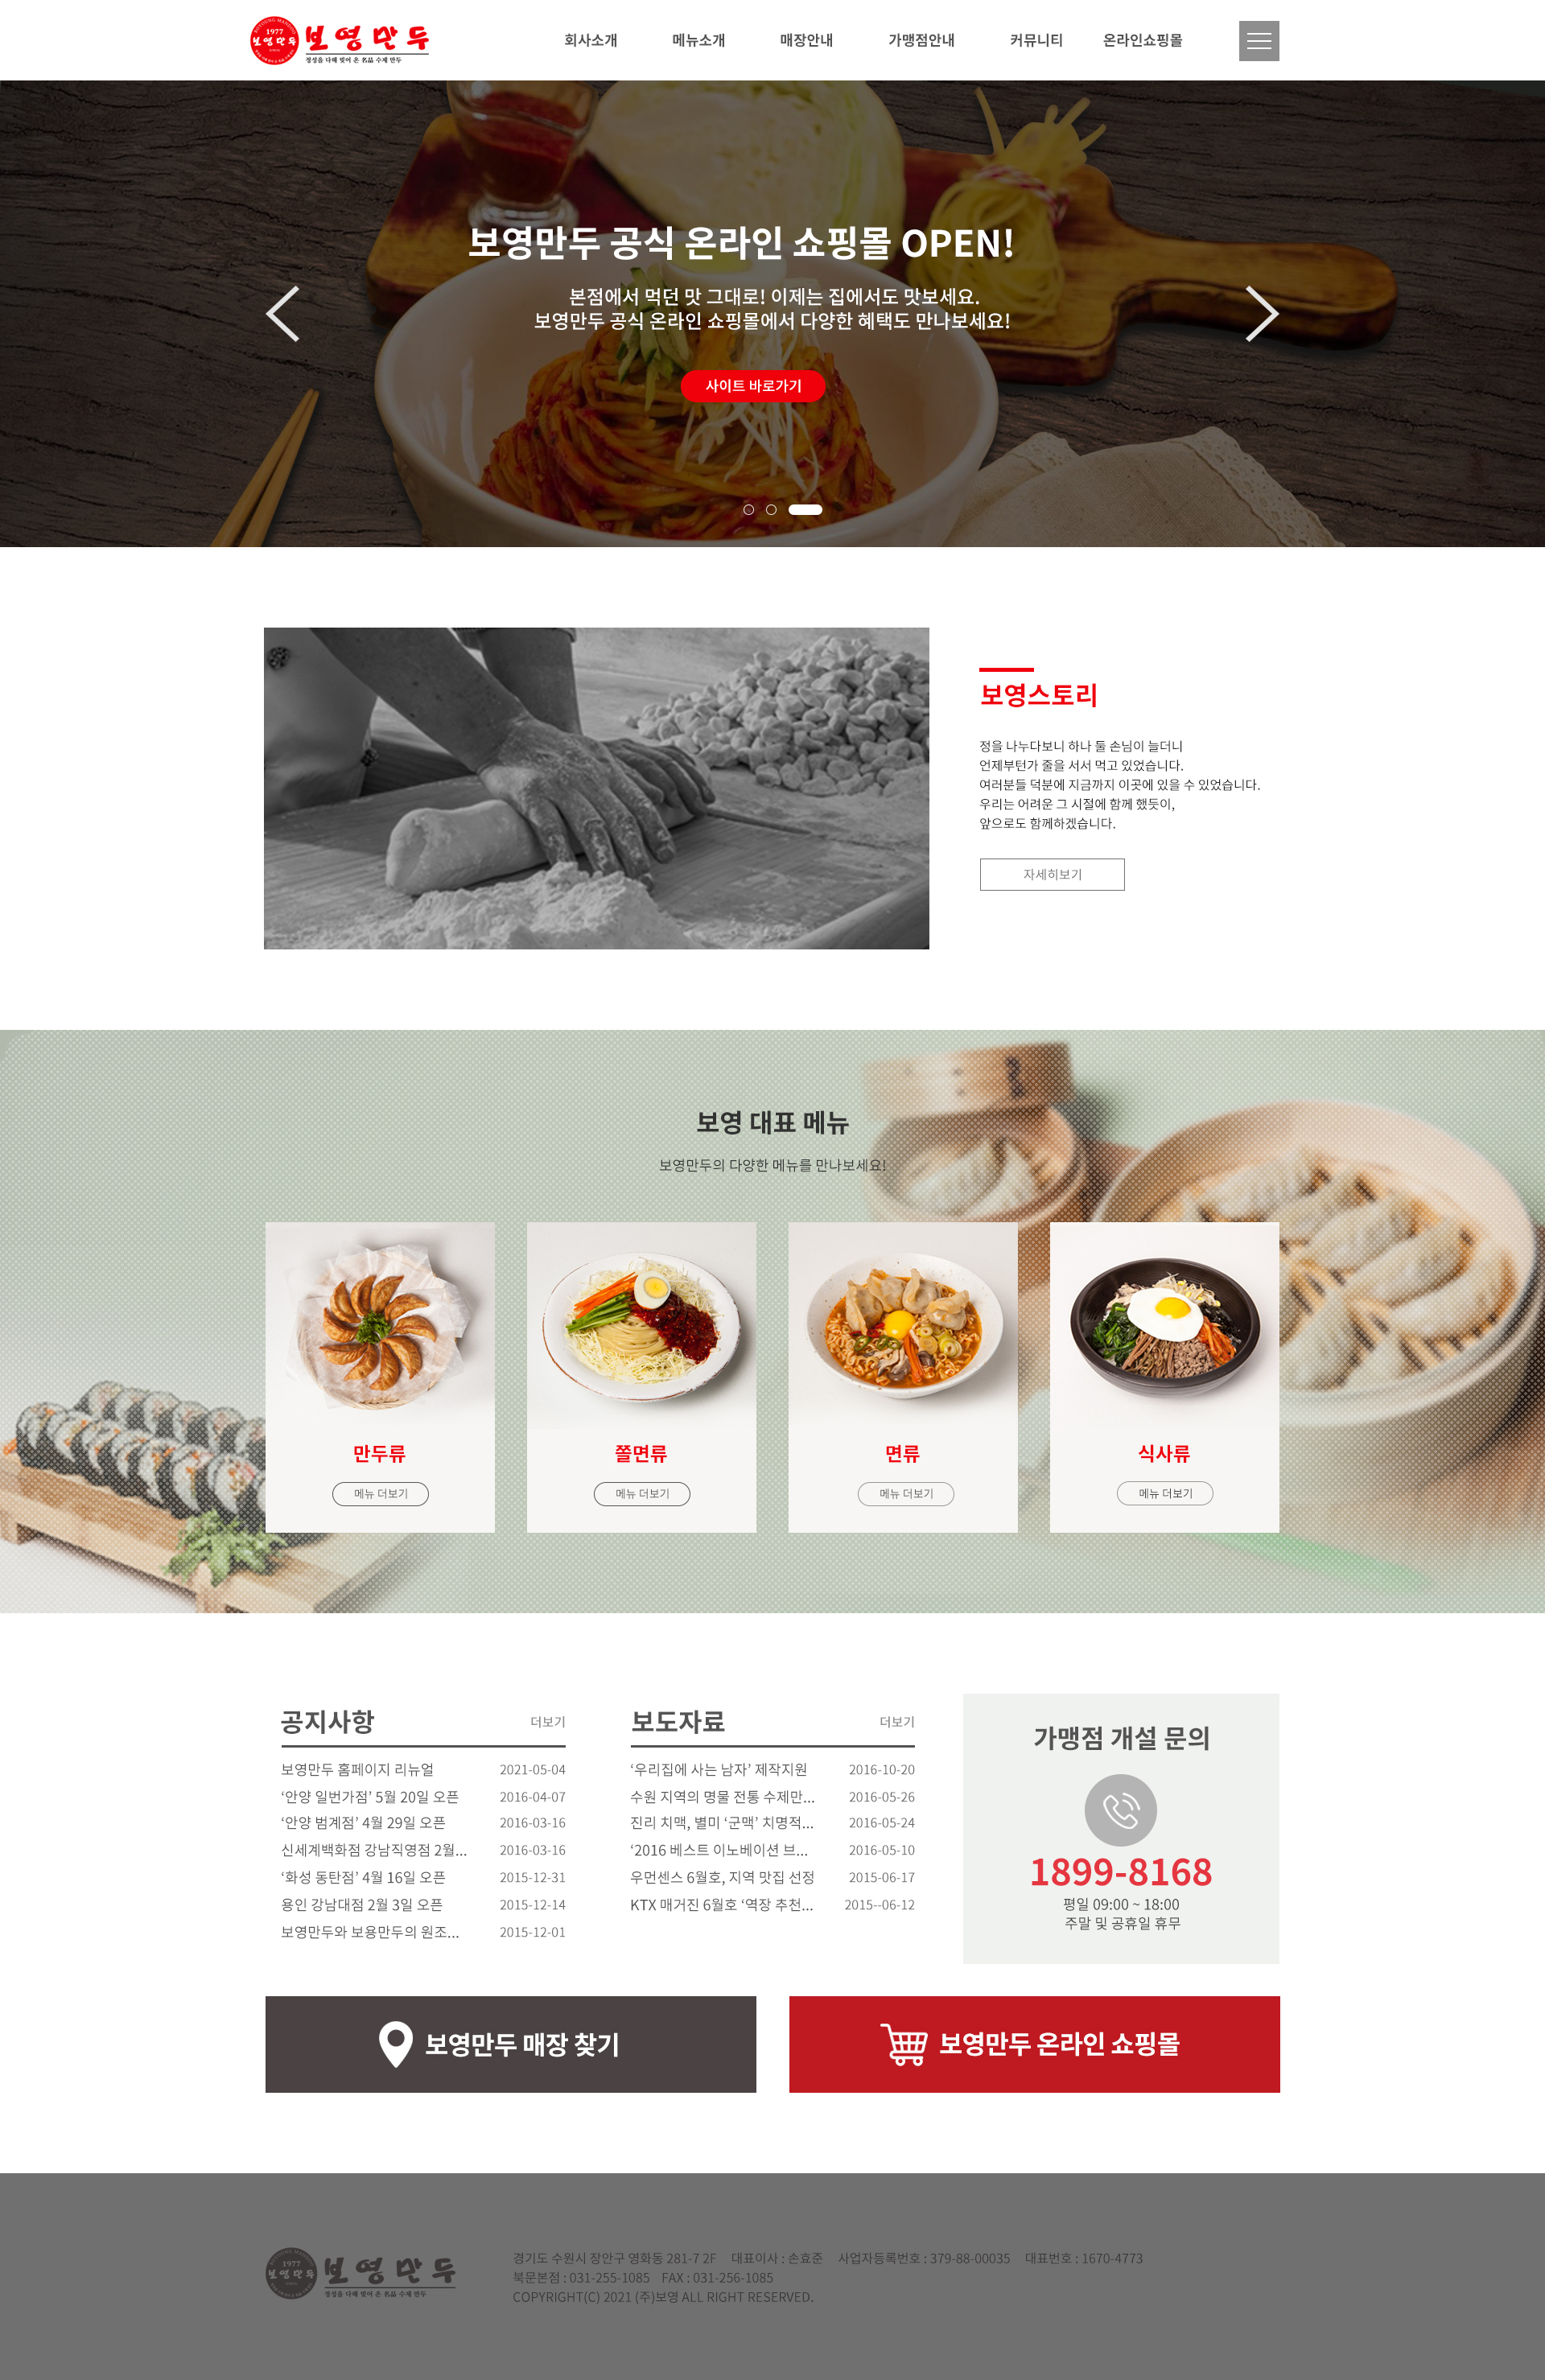 BOYOUNG MANDOO
1977
보영만두
보영만두
정성을 다해 빚어 온 名品 수제 만두
회사소개
메뉴소개
매장안내
가맹점안내
커뮤니티
온라인쇼핑몰
보영만두 공식 온라인 쇼핑몰 OPEN!
본점에서 먹던 맛 그대로! 이제는 집에서도 맛보세요.
보영만두 공식 온라인 쇼핑몰에서 다양한 혜택도 만나보세요!
사이트 바로가기
보영스토리
정을 나누다보니 하나 둘 손님이 늘더니
언제부턴가 줄을 서서 먹고 있었습니다.
여러분들 덕분에 지금까지 이곳에 있을 수 있었습니다.
우리는 어려운 그 시절에 함께 했듯이,
앞으로도 함께하겠습니다.
자세히보기
보영 대표 메뉴
보영만두의 다양한 메뉴를 만나보세요!
만두류
메뉴 더보기
쫄면류
메뉴 더보기
면류
메뉴 더보기
식사류
메뉴 더보기
공지사항
더보기
보영만두 홈페이지 리뉴얼 2021-05-04
‘안양 일번가점’ 5월 20일 오픈 2016-04-07
‘안양 범계점’ 4월 29일 오픈 2016-03-16
신세계백화점 강남직영점 2월... 2016-03-16
‘화성 동탄점’ 4월 16일 오픈 2015-12-31
용인 강남대점 2월 3일 오픈 2015-12-14
보영만두와 보용만두의 원조... 2015-12-01
보도자료
더보기
‘우리집에 사는 남자’ 제작지원 2016-10-20
수원 지역의 명물 전통 수제만... 2016-05-26
진리 치맥, 별미 ‘군맥’ 치명적... 2016-05-24
‘2016 베스트 이노베이션 브... 2016-05-10
우먼센스 6월호, 지역 맛집 선정 2015-06-17
KTX 매거진 6월호 ‘역장 추천... 2015--06-12
가맹점 개설 문의
1899-8168
평일 09:00 ~ 18:00
주말 및 공휴일 휴무
보영만두 매장 찾기
보영만두 온라인 쇼핑몰
1977
보영만두
보영만두
정성을 다해 빚어 온 名品 수제 만두
경기도 수원시 장안구 영화동 281-7 2F 대표이사 : 손효준 사업자등록번호 : 379-88-00035 대표번호 : 1670-4773
북문본점 : 031-255-1085 FAX : 031-256-1085
COPYRIGHT(C) 2021 (주)보영 ALL RIGHT RESERVED.